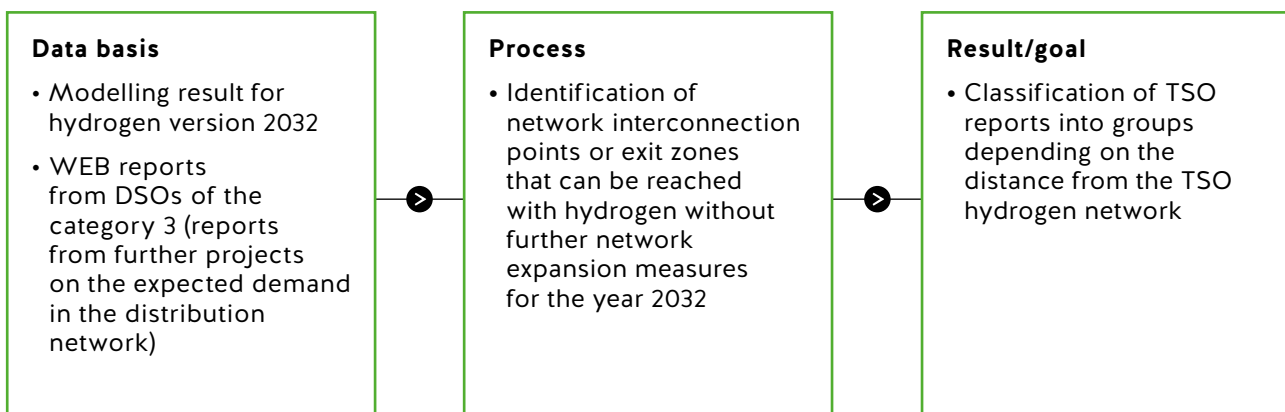 Data basis
• Modelling result for
hydrogen version 2032
• WEB reports
from DSOs of the
category 3 (reports
from further projects
on the expected demand
in the distribution
network)
Process
• Identification of
network interconnection
points or exit zones
that can be reached
with hydrogen without
further network
expansion measures
for the year 2032
Result/goal
• Classification of TSO
reports into groups
depending on the
distance from the TSO
hydrogen network